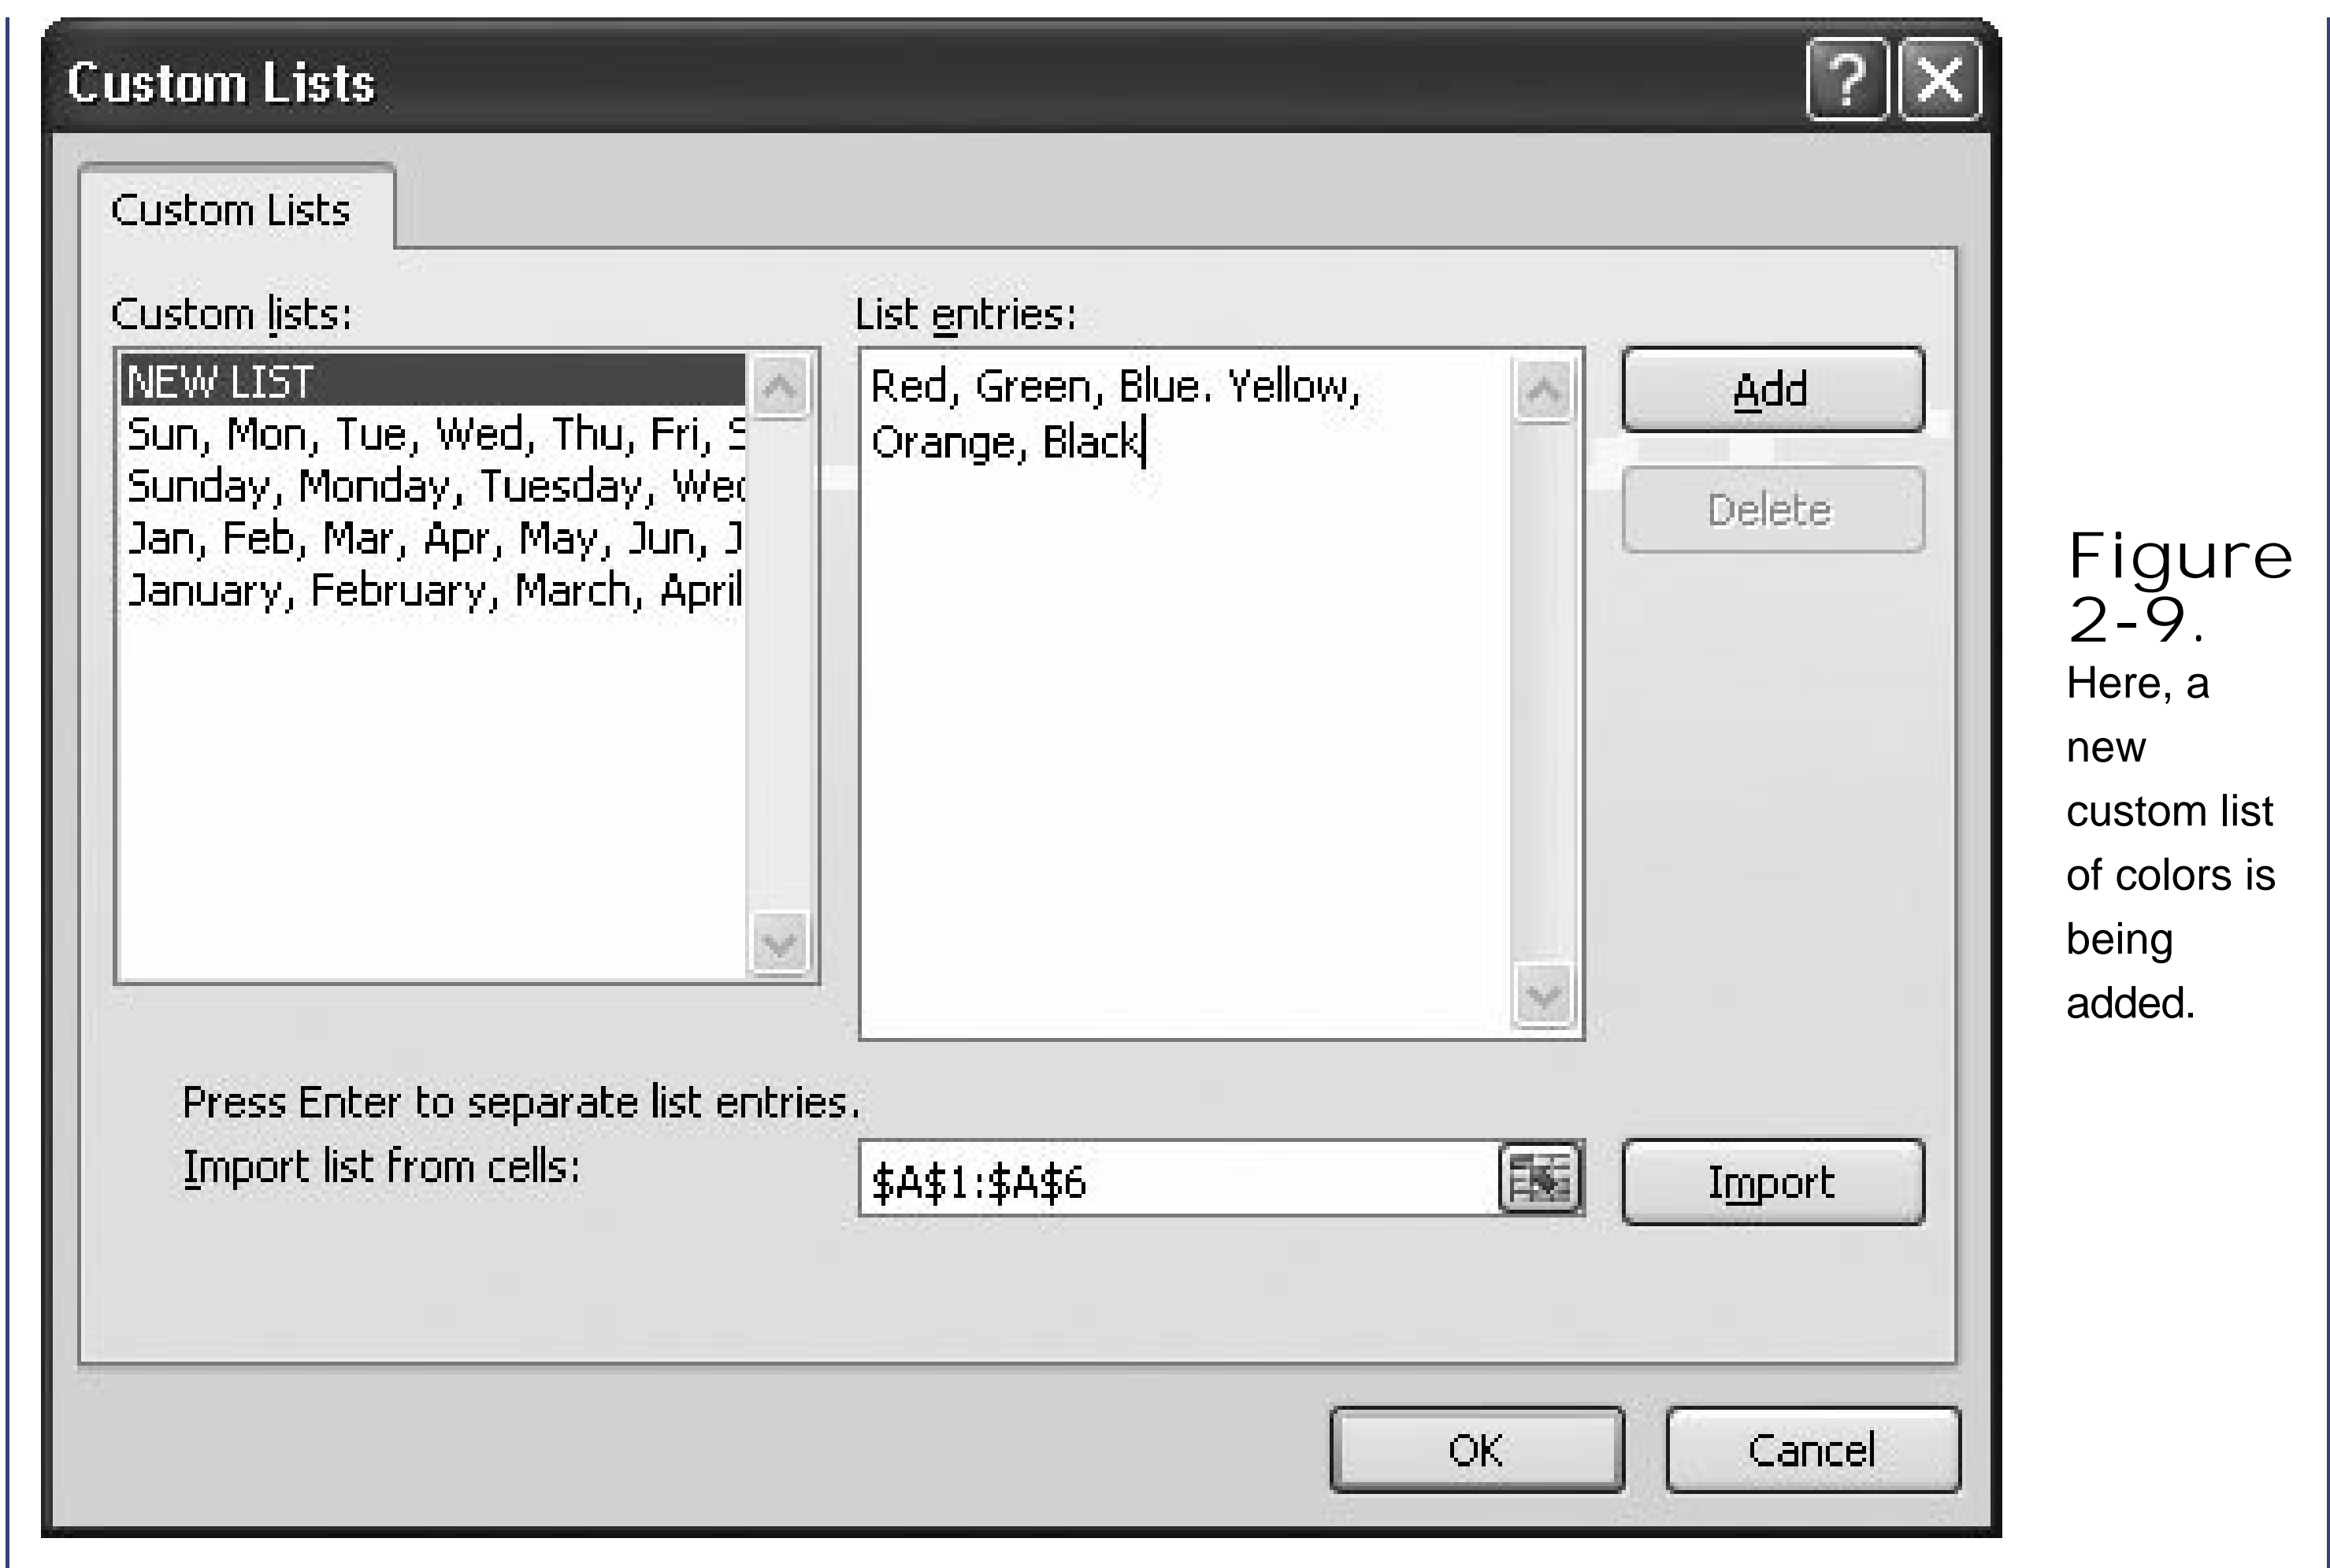 Custom Lists
Custom Lists
Custom lists:
NEW LIST
Sun, Mon, Tue, Wed, Thu, Fri, S
Sunday, Monday, Tuesday, Wed
Jan, Feb, Mar, Apr, May, Jun, J
January, February, March, April
List entries:
Red, Green, Blue. Yellow,
Orange, Black
Add
Delete
Press Enter to separate list entries.
Import list from cells:
$A$1:$A$6
Import
OK
Cancel
Figure
2-9.
Here, a
new
custom list
of colors is
being
added.